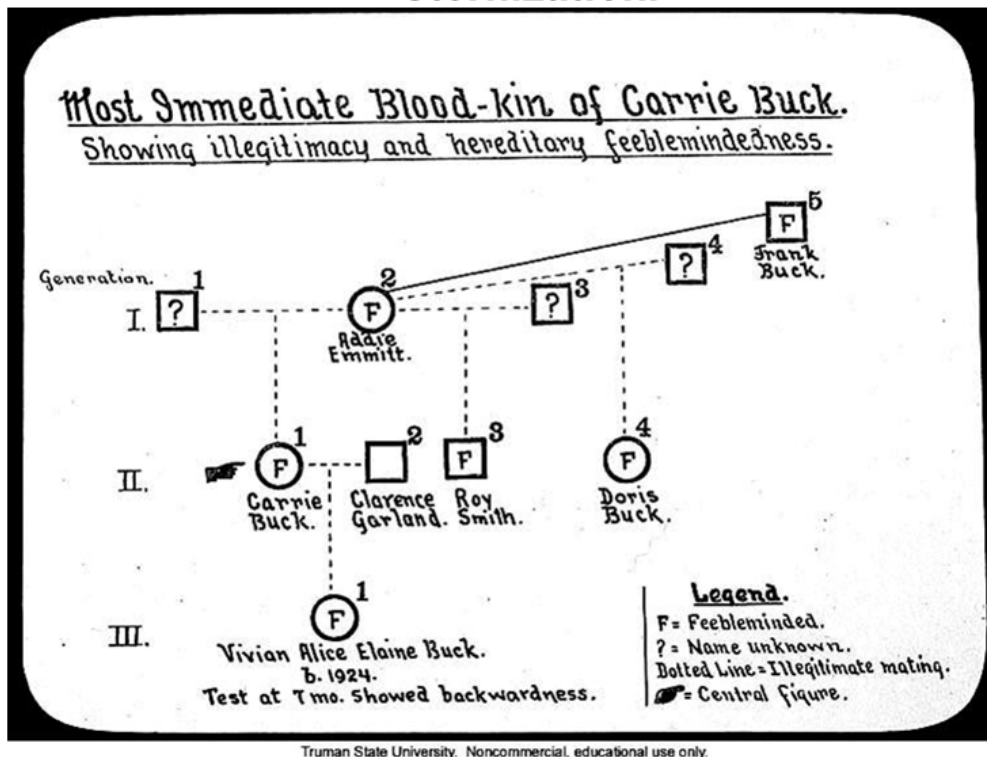 Most Immediate Blood-kin of Carrie Buck.
Showing illegitimacy and hereditary feeblemindedness.
5
F
Frank
Buck.
4
?
Generation.
1
?
2
F
Addie
Emmitt.
3
?
I.
II.
1
F
Carrie
Buck.
2
Clarence
Garland.
3
F
Roy
Smith.
4
F
Doris
Buck.
III.
1
F
Vivian Alice Elaine Buck.
b. 1924.
Test at 7 mo. Showed backwardness.
Legend.
F = Feebleminded.
? = Name unknown.
Dotted Line = Illegitimate mating.
= Central figure.
Truman State University. Noncommercial, educational use only.